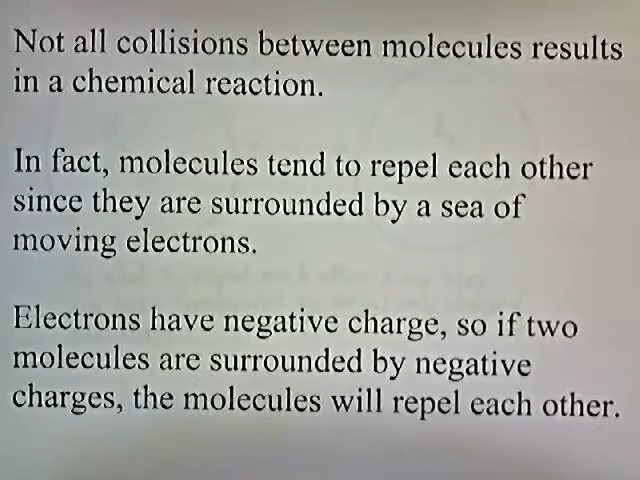 Not all collisions between molecules results
in a chemical reaction.
In fact, molecules tend to repel each other
since they are surrounded by a sea of
moving electrons.
Electrons have negative charge, so if two
molecules are surrounded by negative
charges, the molecules will repel each other.